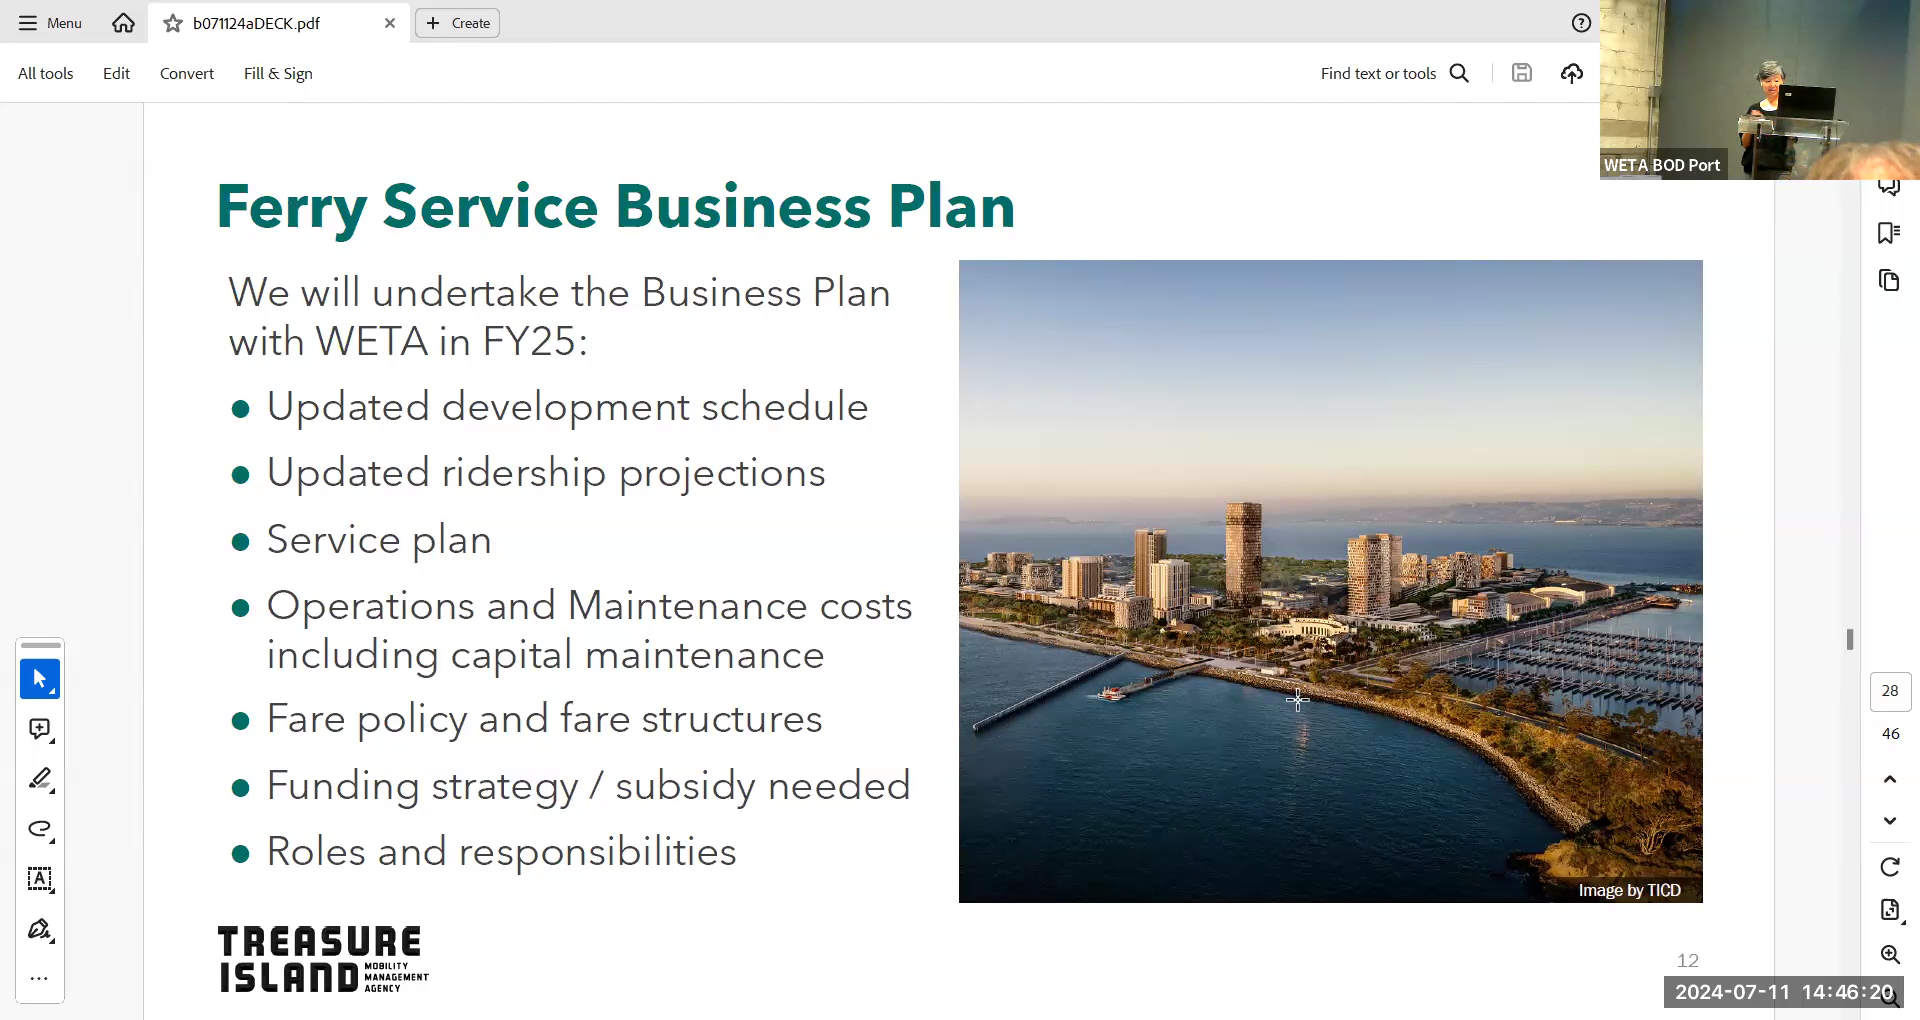 Menu
b071124aDECK.pdf
Create
All tools
Edit
Convert
Fill & Sign
Find text or tools
WETA BOD Port
Ferry Service Business Plan
We will undertake the Business Plan
with WETA in FY25:
Updated development schedule
Updated ridership projections
Service plan
Operations and Maintenance costs
including capital maintenance
Fare policy and fare structures
Funding strategy / subsidy needed
Roles and responsibilities
Image by TICD
TREASURE
ISLAND
MOBILITY
MANAGEMENT
AGENCY
12
28
46
2024-07-11 14:46:20